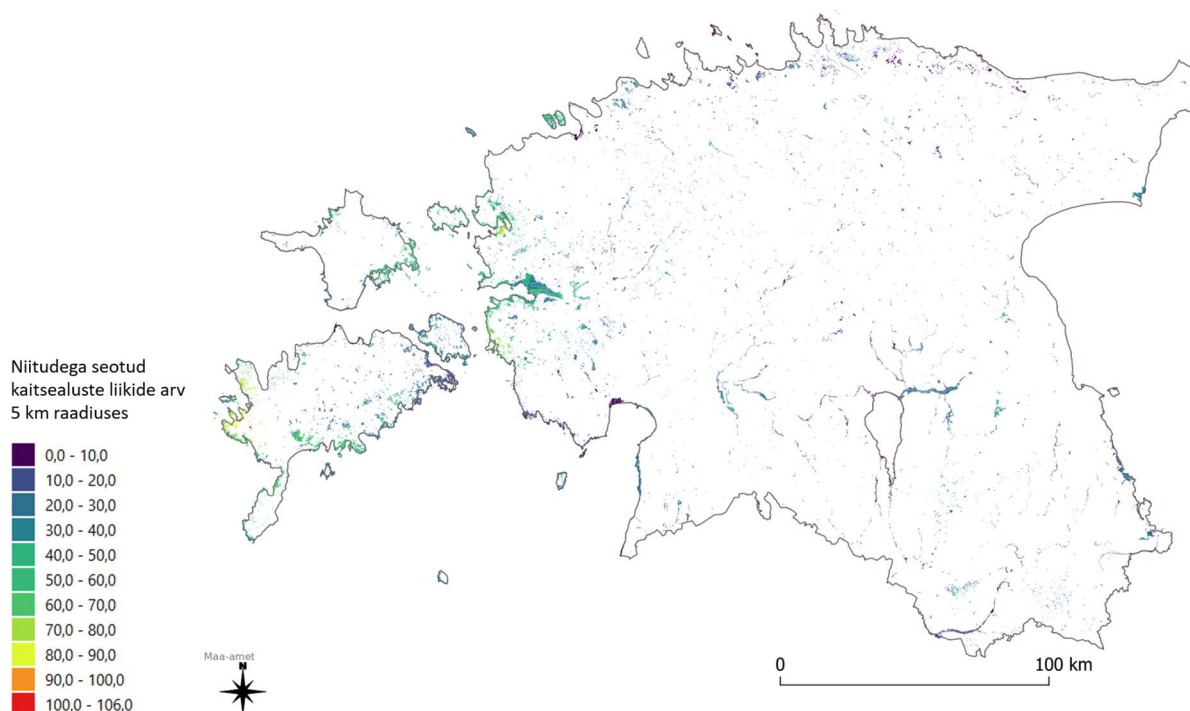 Niitudega seotud
kaitsealuste liikide arv
5 km raadiuses
0,0 - 10,0
10,0 - 20,0
20,0 - 30,0
30,0 - 40,0
40,0 - 50,0
50,0 - 60,0
60,0 - 70,0
70,0 - 80,0
80,0 - 90,0
90,0 - 100,0
100,0 - 106,0
Maa-amet
N
0 100 km